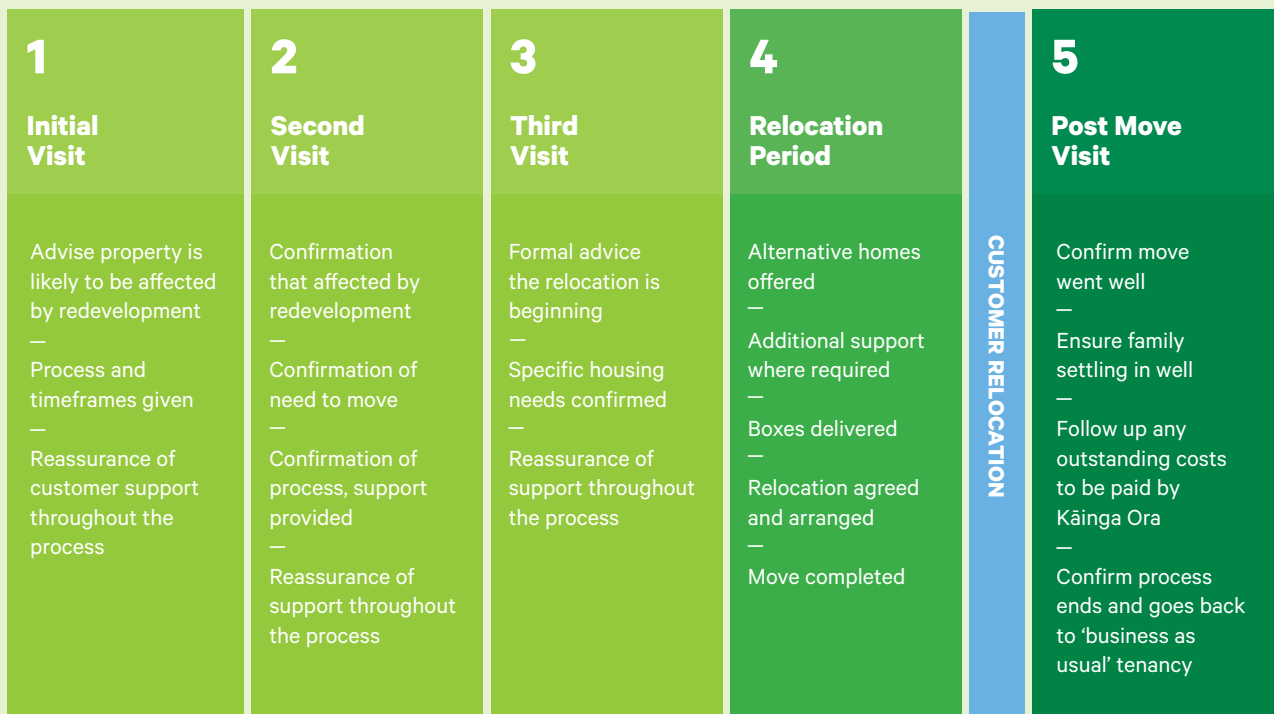 1
Initial
Visit
Advise property is
likely to be affected
by redevelopment
—
Process and
timeframes given
—
Reassurance of
customer support
throughout the
process
2
Second
Visit
Confirmation
that affected by
redevelopment
—
Confirmation of
need to move
—
Confirmation of
process, support
provided
—
Reassurance of
support throughout
the process
3
Third
Visit
Formal advice
the relocation is
beginning
—
Specific housing
needs confirmed
—
Reassurance of
support throughout
the process
4
Relocation
Period
Alternative homes
offered
—
Additional support
where required
—
Boxes delivered
—
Relocation agreed
and arranged
—
Move completed
CUSTOMER RELOCATION
5
Post Move
Visit
Confirm move
went well
—
Ensure family
settling in well
—
Follow up any
outstanding costs
to be paid by
Kāinga Ora
—
Confirm process
ends and goes back
to ‘business as
usual’ tenancy